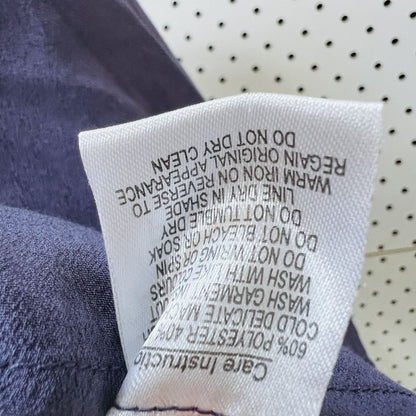 Care Instructio
60% POLYESTER 40%
COLD DELICATE M
WASH GARMEN
WASH WITH LIKE COLOURS
DO NOT WRING OR SPIN
DO NOT BLEACH OR SOAK
DO NOT TUMBLE DRY
LINE DRY IN SHADE
WARM IRON ON REVERSE TO
REGAIN ORIGINAL APPEARANCE
DO NOT DRY CLEAN